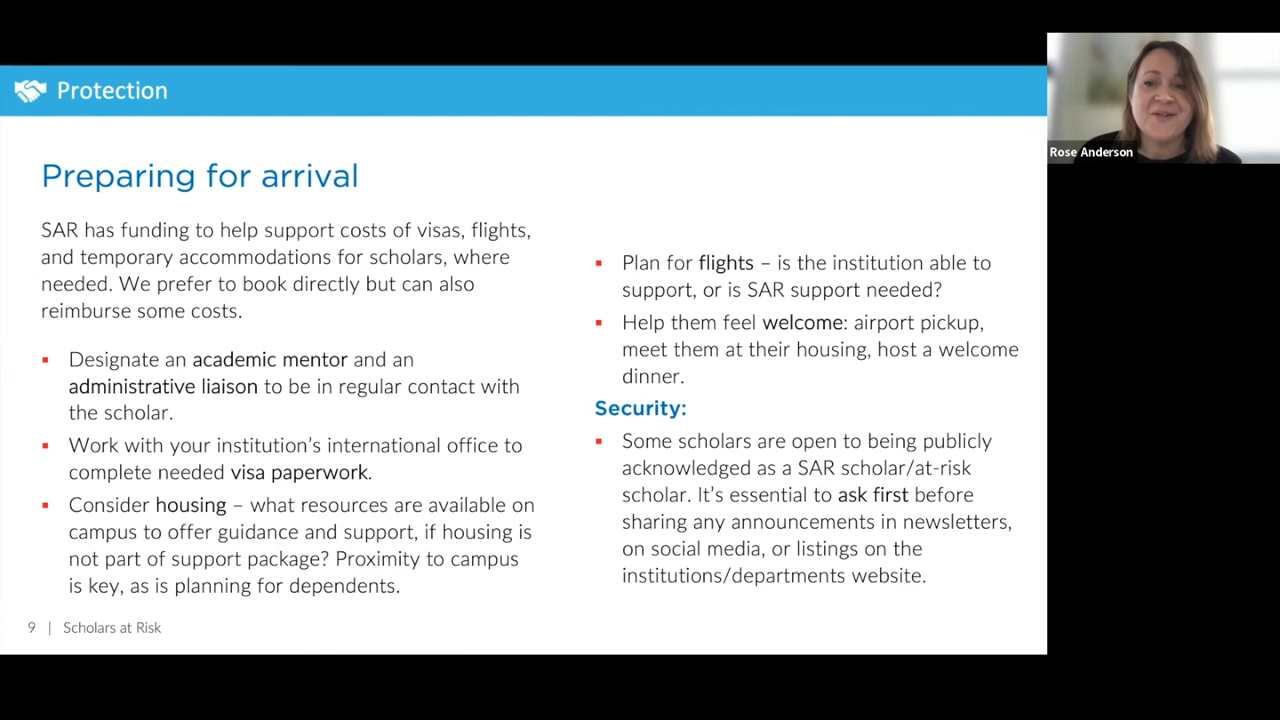 Protection
Preparing for arrival
SAR has funding to help support costs of visas, flights,
and temporary accommodations for scholars, where
needed. We prefer to book directly but can also
reimburse some costs.
▪ Designate an academic mentor and an
administrative liaison to be in regular contact with
the scholar.
▪ Work with your institution’s international office to
complete needed visa paperwork.
▪ Consider housing – what resources are available on
campus to offer guidance and support, if housing is
not part of support package? Proximity to campus
is key, as is planning for dependents.
▪ Plan for flights – is the institution able to
support, or is SAR support needed?
▪ Help them feel welcome: airport pickup,
meet them at their housing, host a welcome
dinner.
Security:
▪ Some scholars are open to being publicly
acknowledged as a SAR scholar/at-risk
scholar. It’s essential to ask first before
sharing any announcements in newsletters,
on social media, or listings on the
institutions/departments website.
9 | Scholars at Risk
Rose Anderson